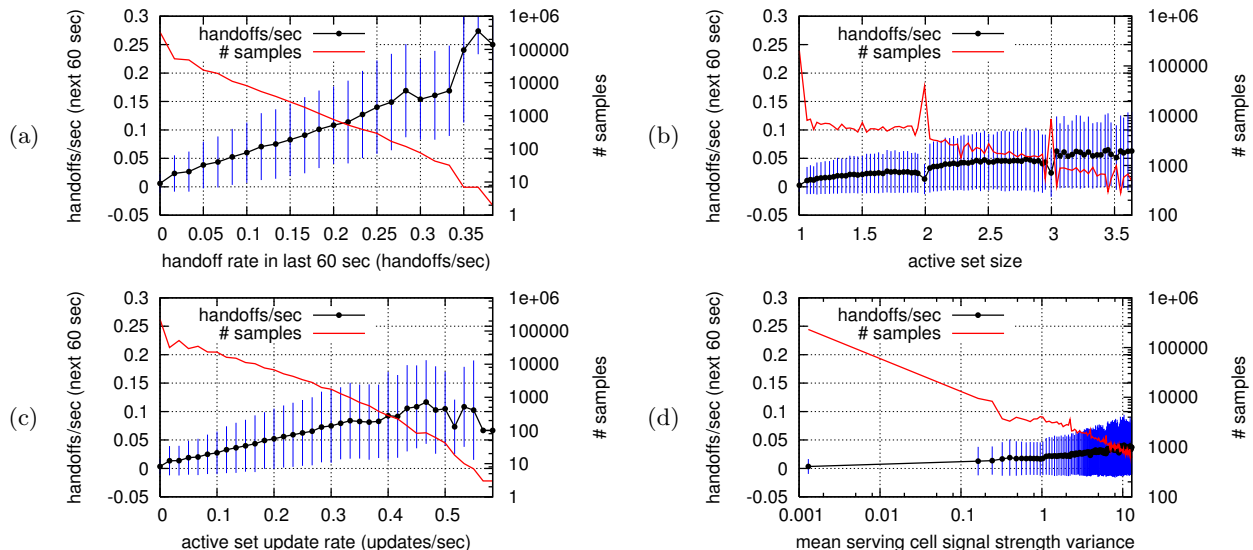 (a)
handoffs/sec (next 60 sec)
0.3
0.25
0.2
0.15
0.1
0.05
0
-0.05
handoffs/sec
# samples
1e+06
100000
10000
1000
100
10
1
# samples
0 0.05 0.1 0.15 0.2 0.25 0.3 0.35
handoff rate in last 60 sec (handoffs/sec)
(b)
handoffs/sec (next 60 sec)
0.3
0.25
0.2
0.15
0.1
0.05
0
-0.05
handoffs/sec
# samples
1e+06
100000
10000
1000
100
# samples
1 1.5 2 2.5 3 3.5
active set size
(c)
handoffs/sec (next 60 sec)
0.3
0.25
0.2
0.15
0.1
0.05
0
-0.05
handoffs/sec
# samples
1e+06
100000
10000
1000
100
10
1
# samples
0 0.1 0.2 0.3 0.4 0.5
active set update rate (updates/sec)
(d)
handoffs/sec (next 60 sec)
0.3
0.25
0.2
0.15
0.1
0.05
0
-0.05
handoffs/sec
# samples
1e+06
100000
10000
1000
100
# samples
0.001 0.01 0.1 1 10
mean serving cell signal strength variance